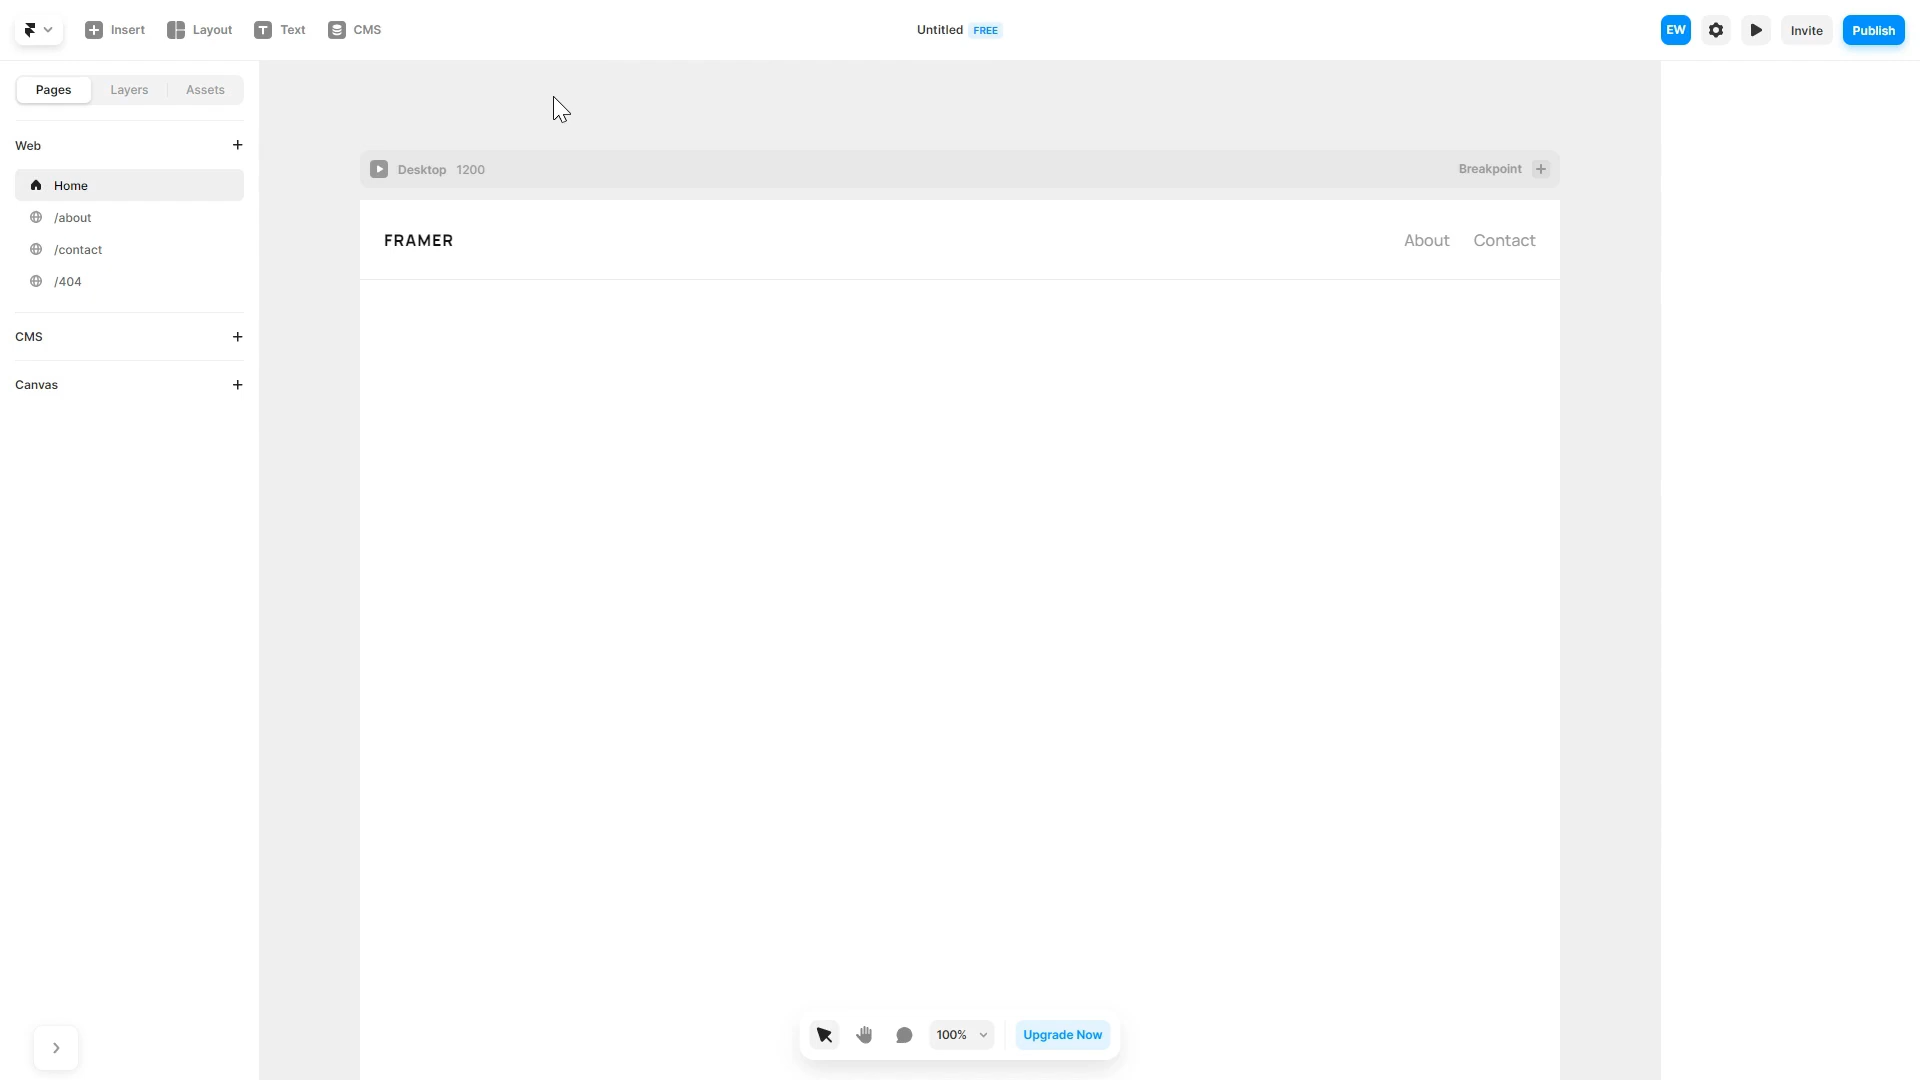 Insert Layout Text CMS
Untitled FREE
EW Invite Publish
Pages Layers Assets
Web
Home
/about
/contact
/404
CMS
Canvas
Desktop 1200
Breakpoint
FRAMER
About Contact
100% Upgrade Now